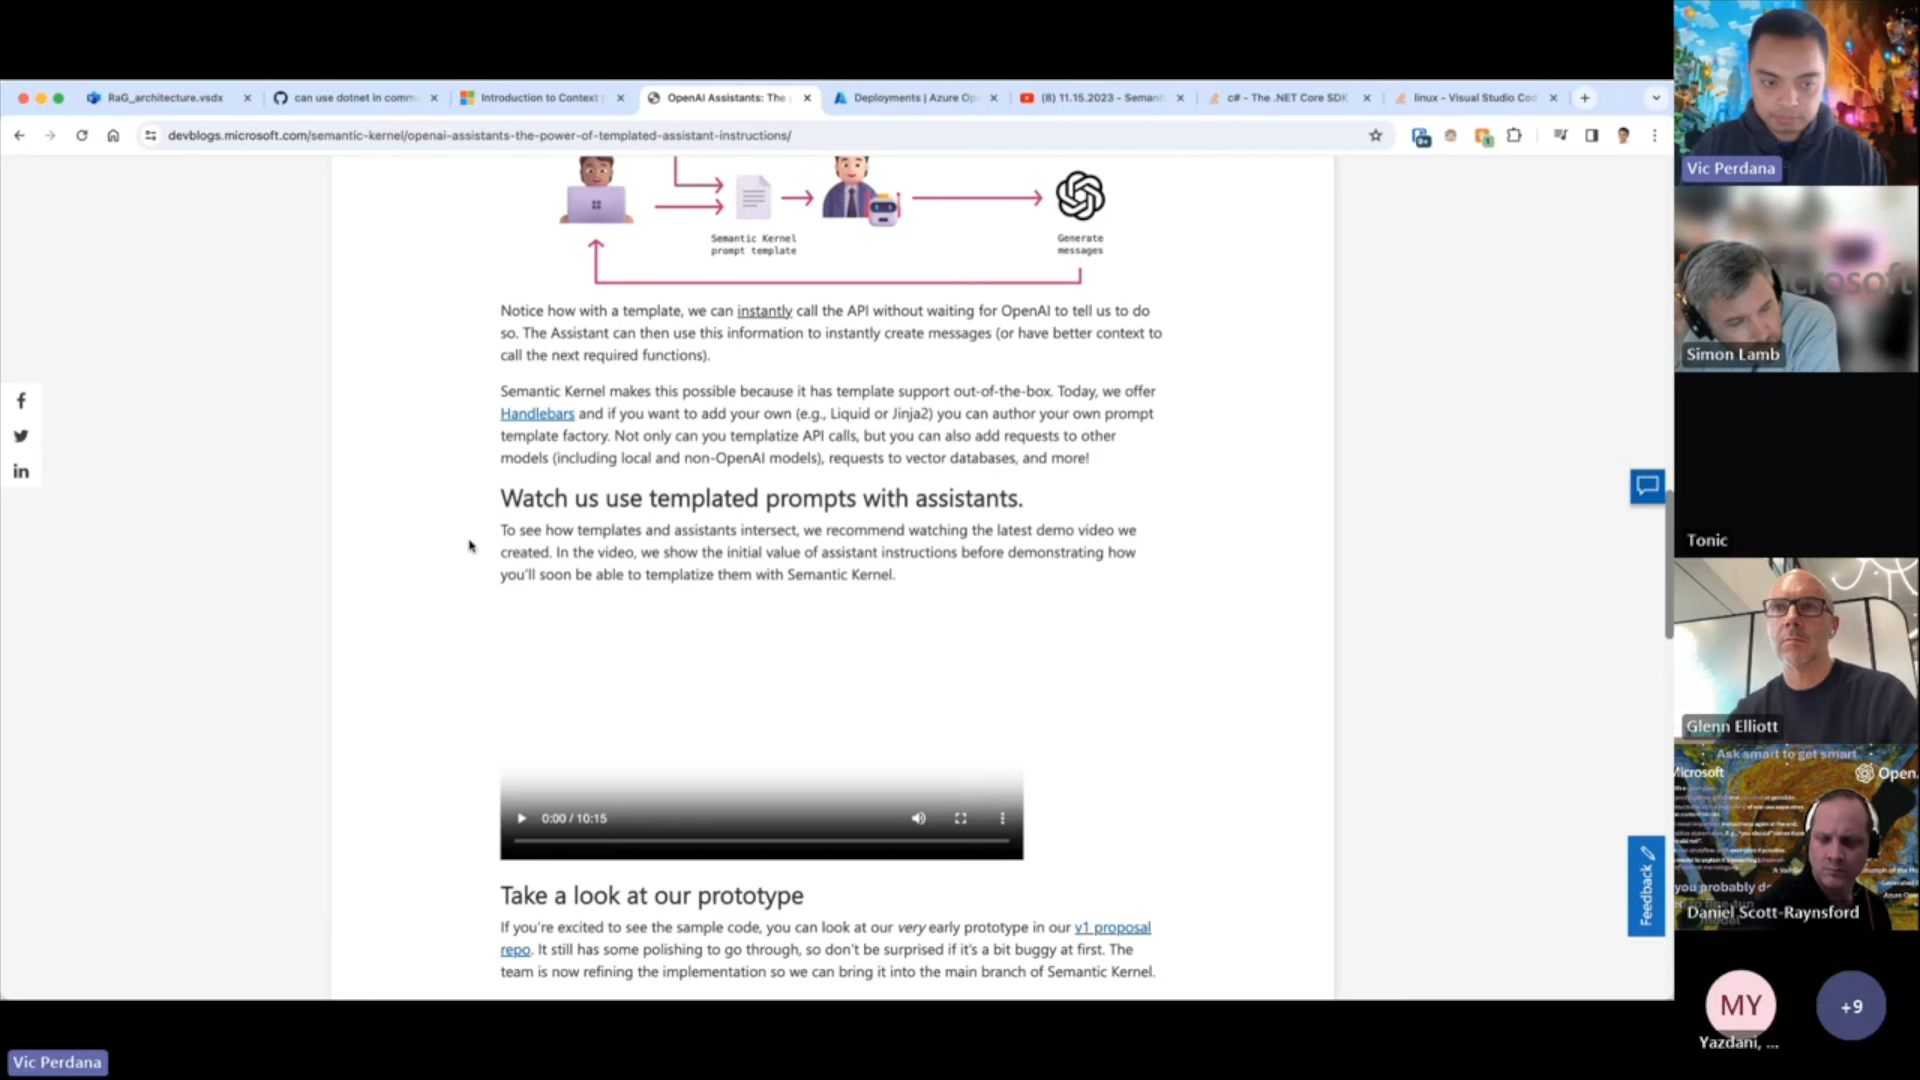 RaG_architecture.vsdx
can use dotnet in comm
Introduction to Context
OpenAI Assistants: The
Deployments | Azure Op
(8) 11.15.2023 - Seman
c# - The .NET Core SDK
linux - Visual Studio Cod
devblogs.microsoft.com/semantic-kernel/openai-assistants-the-power-of-templated-assistant-instructions/
Semantic Kernel
prompt template
Generate
messages
Notice how with a template, we can instantly call the API without waiting for OpenAI to tell us to do
so. The Assistant can then use this information to instantly create messages (or have better context to
call the next required functions).
Semantic Kernel makes this possible because it has template support out-of-the-box. Today, we offer
Handlebars and if you want to add your own (e.g., Liquid or Jinja2) you can author your own prompt
template factory. Not only can you templatize API calls, but you can also add requests to other
models (including local and non-OpenAI models), requests to vector databases, and more!
Watch us use templated prompts with assistants.
To see how templates and assistants intersect, we recommend watching the latest demo video we
created. In the video, we show the initial value of assistant instructions before demonstrating how
you'll soon be able to templatize them with Semantic Kernel.
0:00 / 10:15
Take a look at our prototype
If you're excited to see the sample code, you can look at our very early prototype in our v1 proposal
repo. It still has some polishing to go through, so don't be surprised if it's a bit buggy at first. The
team is now refining the implementation so we can bring it into the main branch of Semantic Kernel.
Feedback
Vic Perdana
Simon Lamb
Tonic
Glenn Elliott
Ask smart to get smart
Microsoft
Open
you probably d
Daniel Scott-Raynsford
MY
+9
Yazdani, ...
Vic Perdana